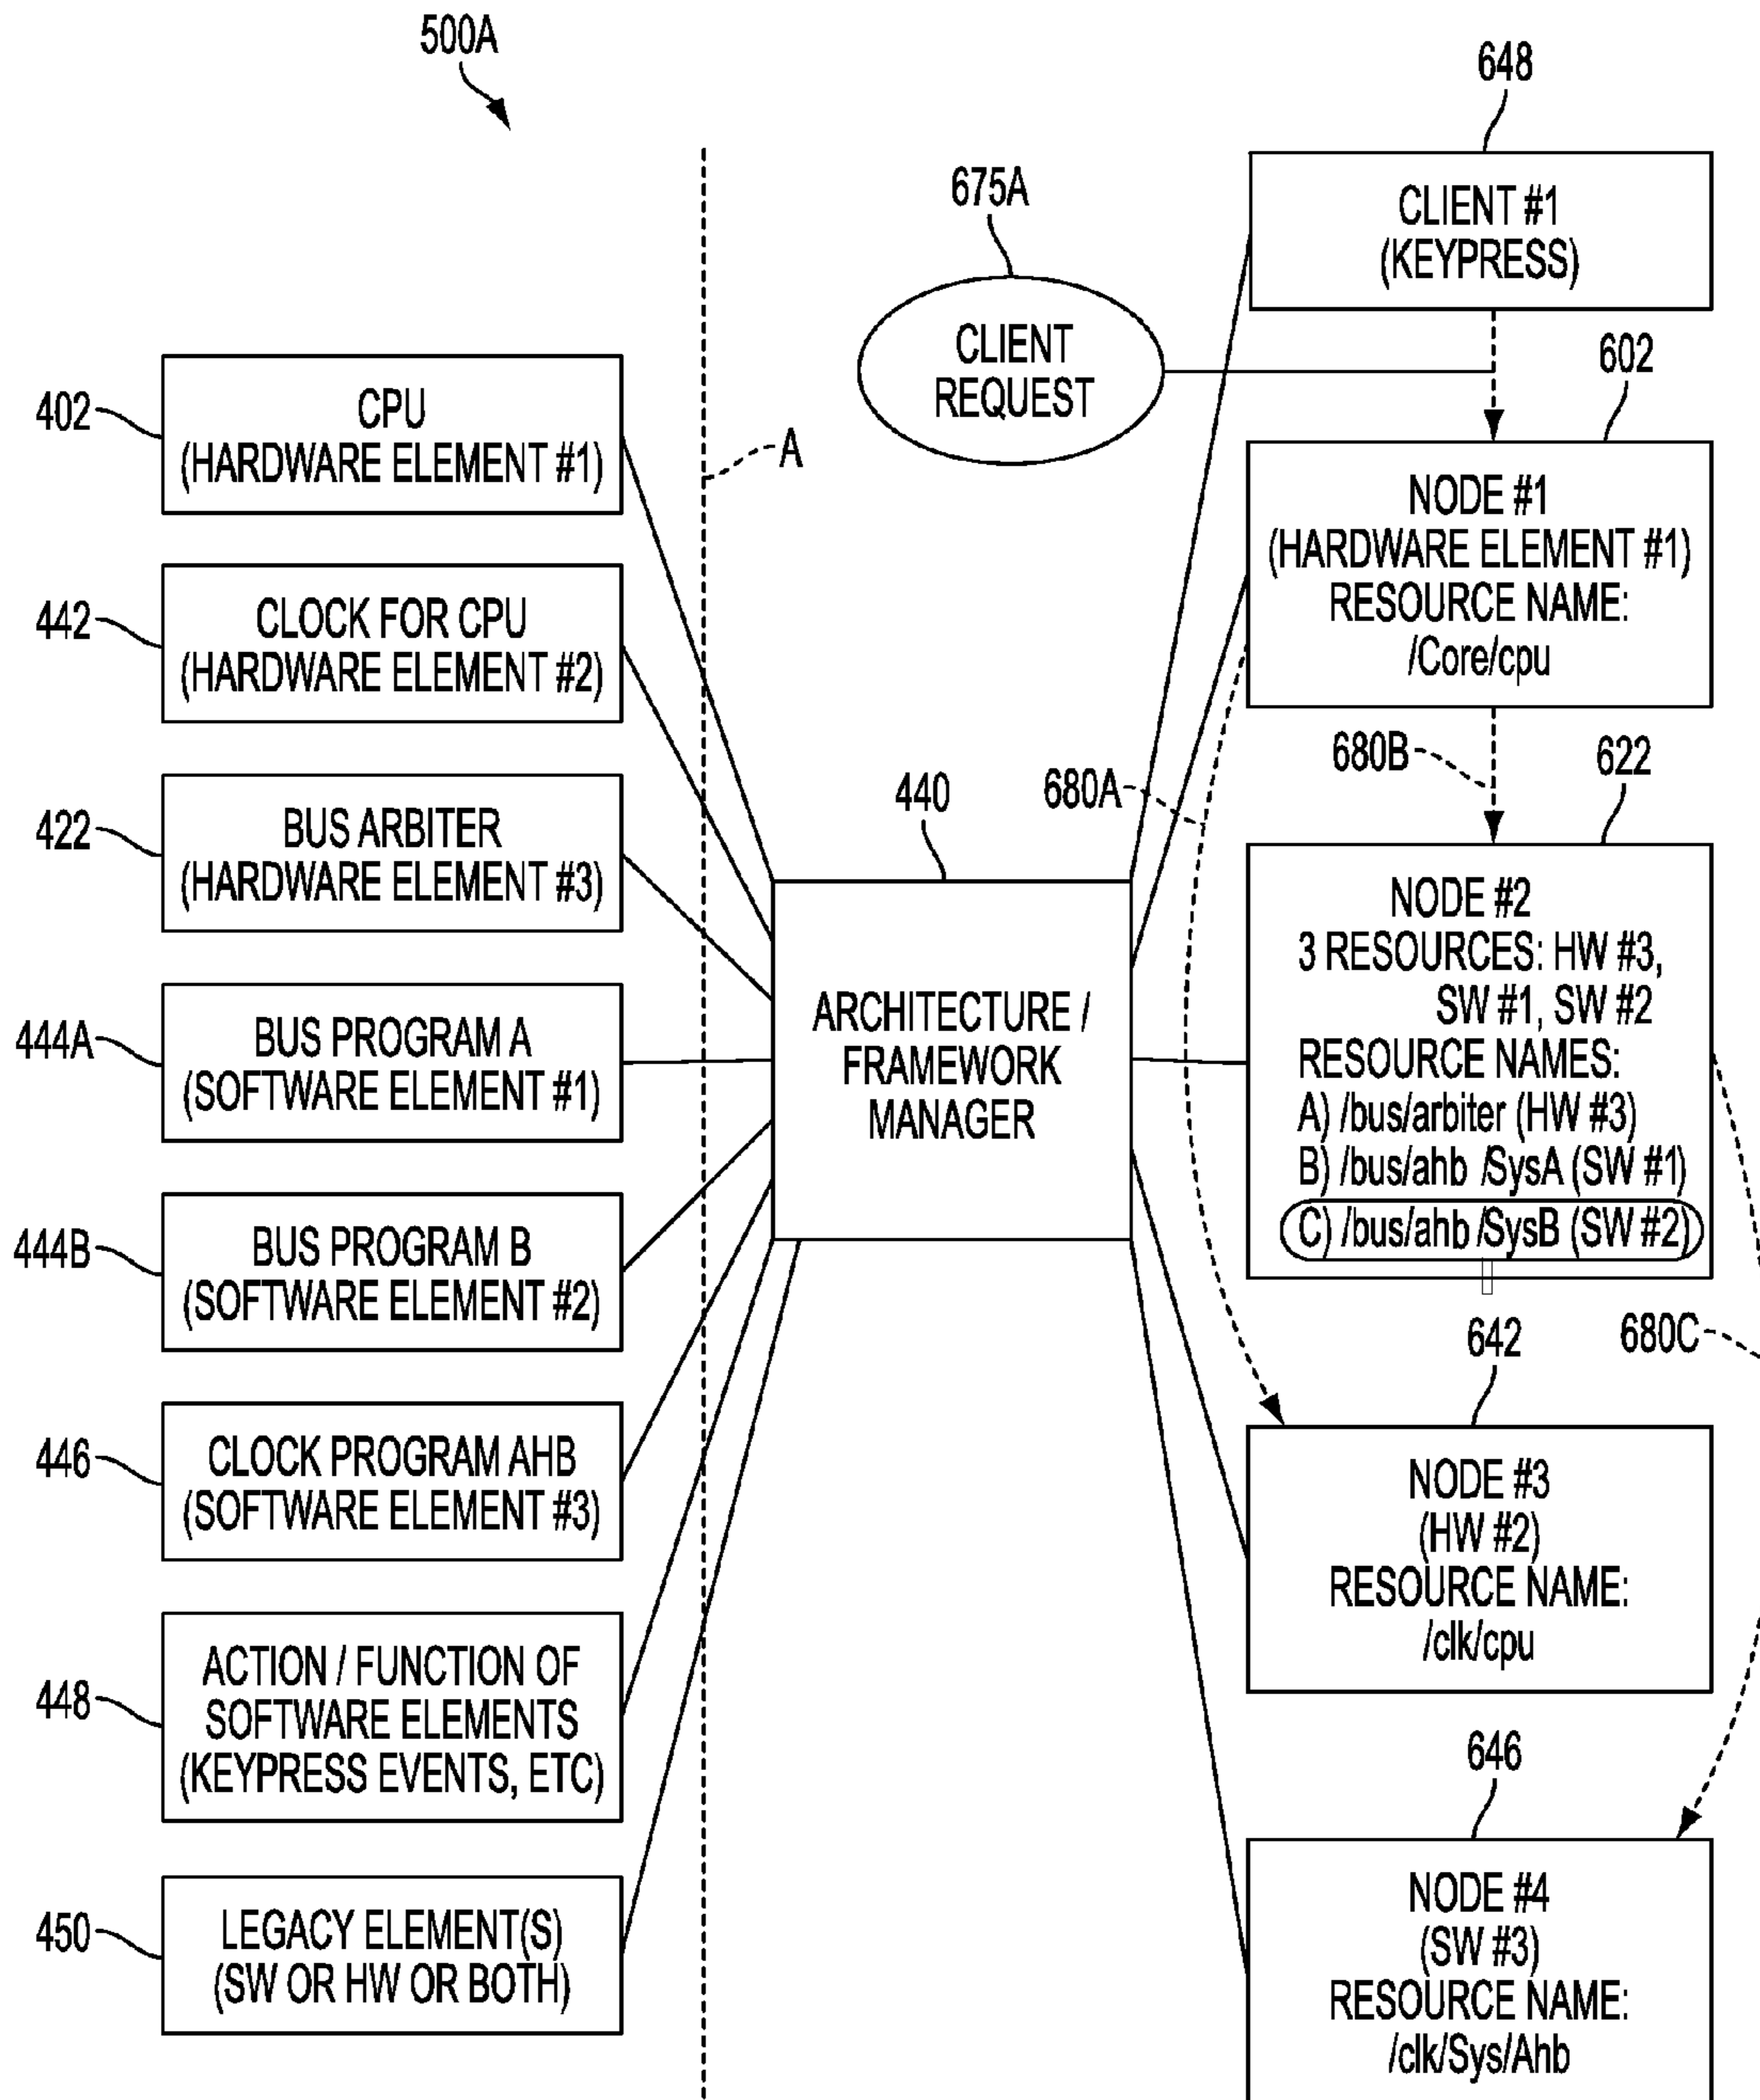 500A
648
675A
CLIENT #1
(KEYPRESS)
CLIENT
REQUEST
602
402
CPU
(HARDWARE ELEMENT #1)
A
NODE #1
(HARDWARE ELEMENT #1)
RESOURCE NAME:
/Core/cpu
442
CLOCK FOR CPU
(HARDWARE ELEMENT #2)
680B
622
440
680A
422
BUS ARBITER
(HARDWARE ELEMENT #3)
NODE #2
3 RESOURCES: HW #3,
SW #1, SW #2
RESOURCE NAMES:
A) /bus/arbiter (HW #3)
B) /bus/ahb /SysA (SW #1)
C) /bus/ahb /SysB (SW #2)
ARCHITECTURE /
FRAMEWORK
MANAGER
444A
BUS PROGRAM A
(SOFTWARE ELEMENT #1)
444B
BUS PROGRAM B
(SOFTWARE ELEMENT #2)
642
680C
446
CLOCK PROGRAM AHB
(SOFTWARE ELEMENT #3)
NODE #3
(HW #2)
RESOURCE NAME:
/clk/cpu
448
ACTION / FUNCTION OF
SOFTWARE ELEMENTS
(KEYPRESS EVENTS, ETC)
646
450
LEGACY ELEMENT(S)
(SW OR HW OR BOTH)
NODE #4
(SW #3)
RESOURCE NAME:
/clk/Sys/Ahb